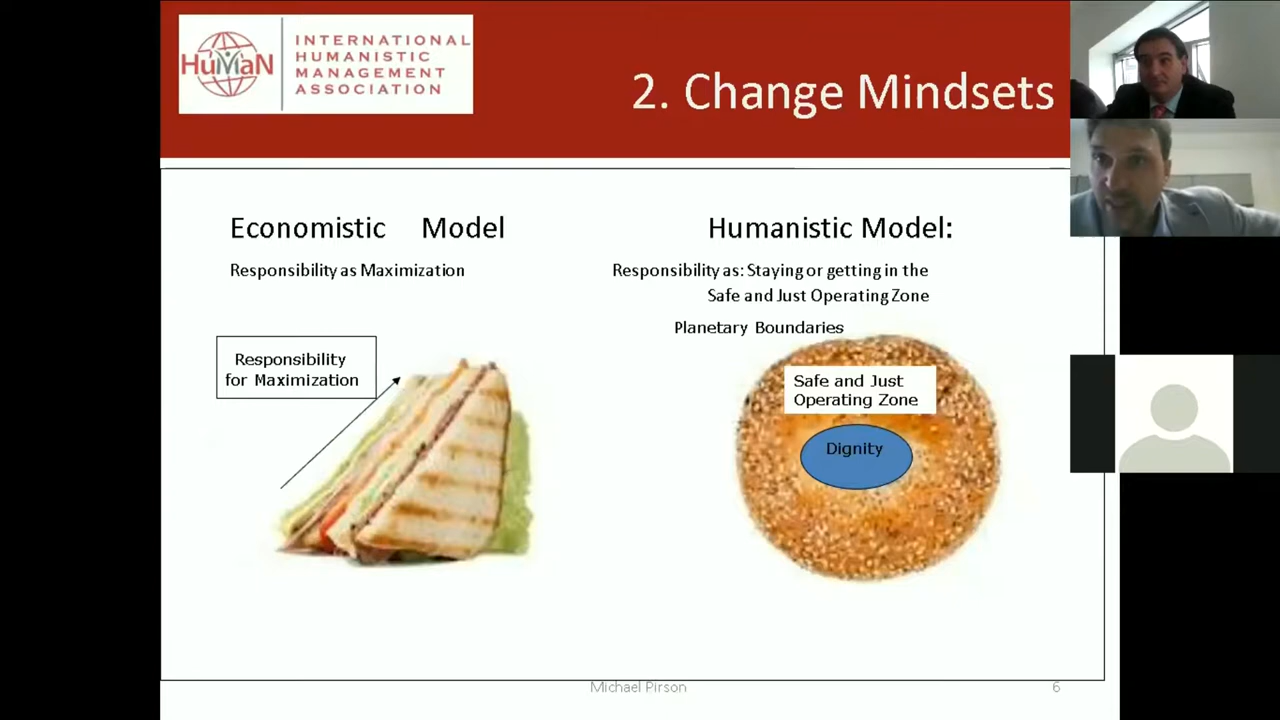 HuMaN
INTERNATIONAL
HUMANISTIC
MANAGEMENT
ASSOCIATION
2. Change Mindsets
Economistic Model
Responsibility as Maximization
Responsibility
for Maximization
Humanistic Model:
Responsibility as: Staying or getting in the
Safe and Just Operating Zone
Planetary Boundaries
Safe and Just
Operating Zone
Dignity
Michael Pirson
6